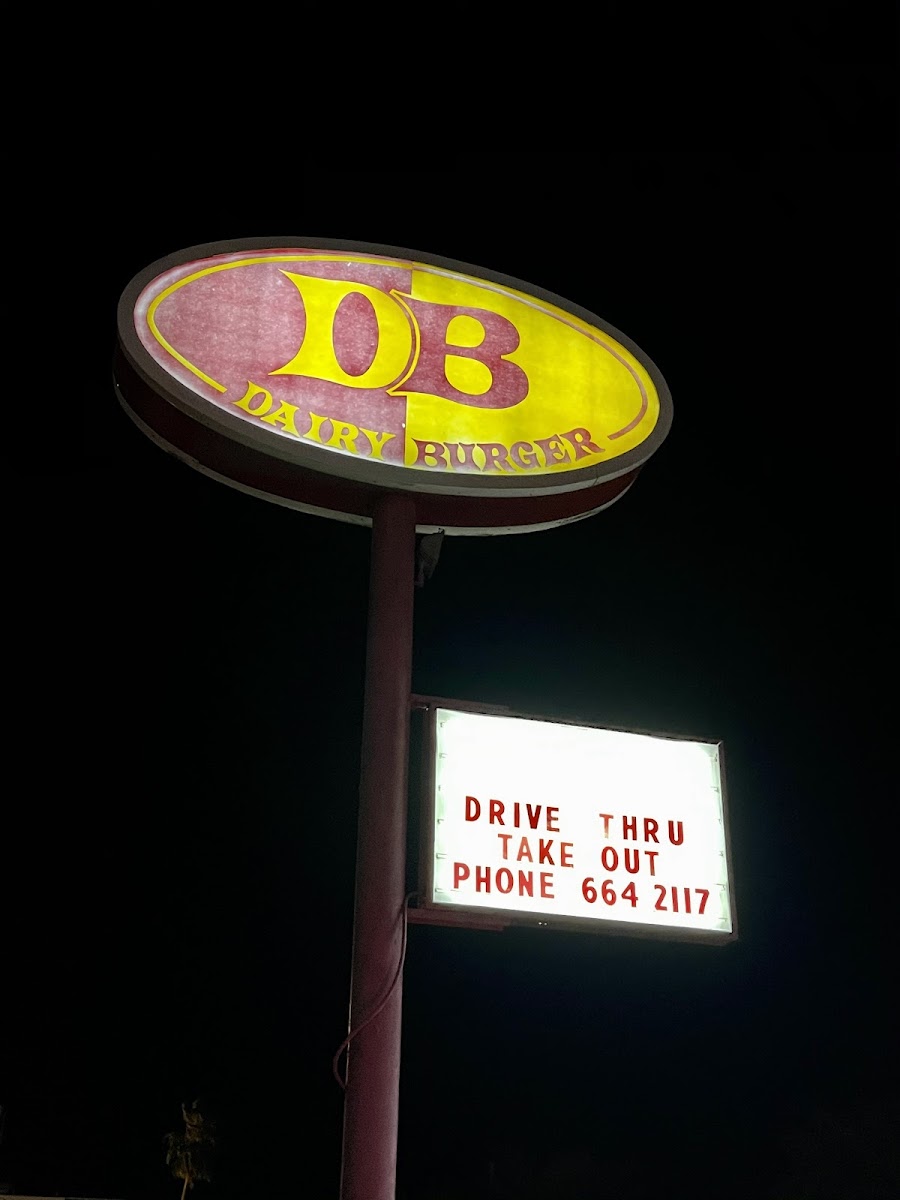 DB
DAIRY BURGER
DRIVE THRU
TAKE OUT
PHONE 664 2117